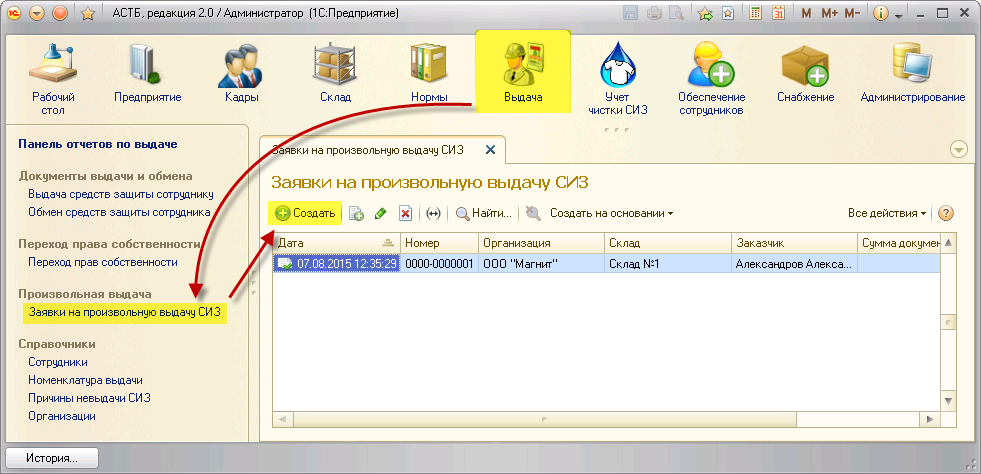 АСТБ, редакция 2.0 / Администратор (1С:Предприятие)
M M+ M-
31
Рабочий
стол
Предприятие
Кадры
Склад
Нормы
Выдача
Учет
чистки СИЗ
Обеспечение
сотрудников
Снабжение
Администрирование
Панель отчетов по выдаче
Документы выдачи и обмена
Выдача средств защиты сотруднику
Обмен средств защиты сотрудника
Переход права собственности
Переход прав собственности
Произвольная выдача
Заявки на произвольную выдачу СИЗ
Справочники
Сотрудники
Номенклатура выдачи
Причины невыдачи СИЗ
Организации
Заявки на произвольную выдачу СИЗ
Заявки на произвольную выдачу СИЗ
Создать
Найти...
Создать на основании
Все действия
Дата Номер Организация Склад Заказчик Сумма докумен
07.08.2015 12:35:29 0000-0000001 ООО "Магнит" Склад №1 Александров Алекса...
История...